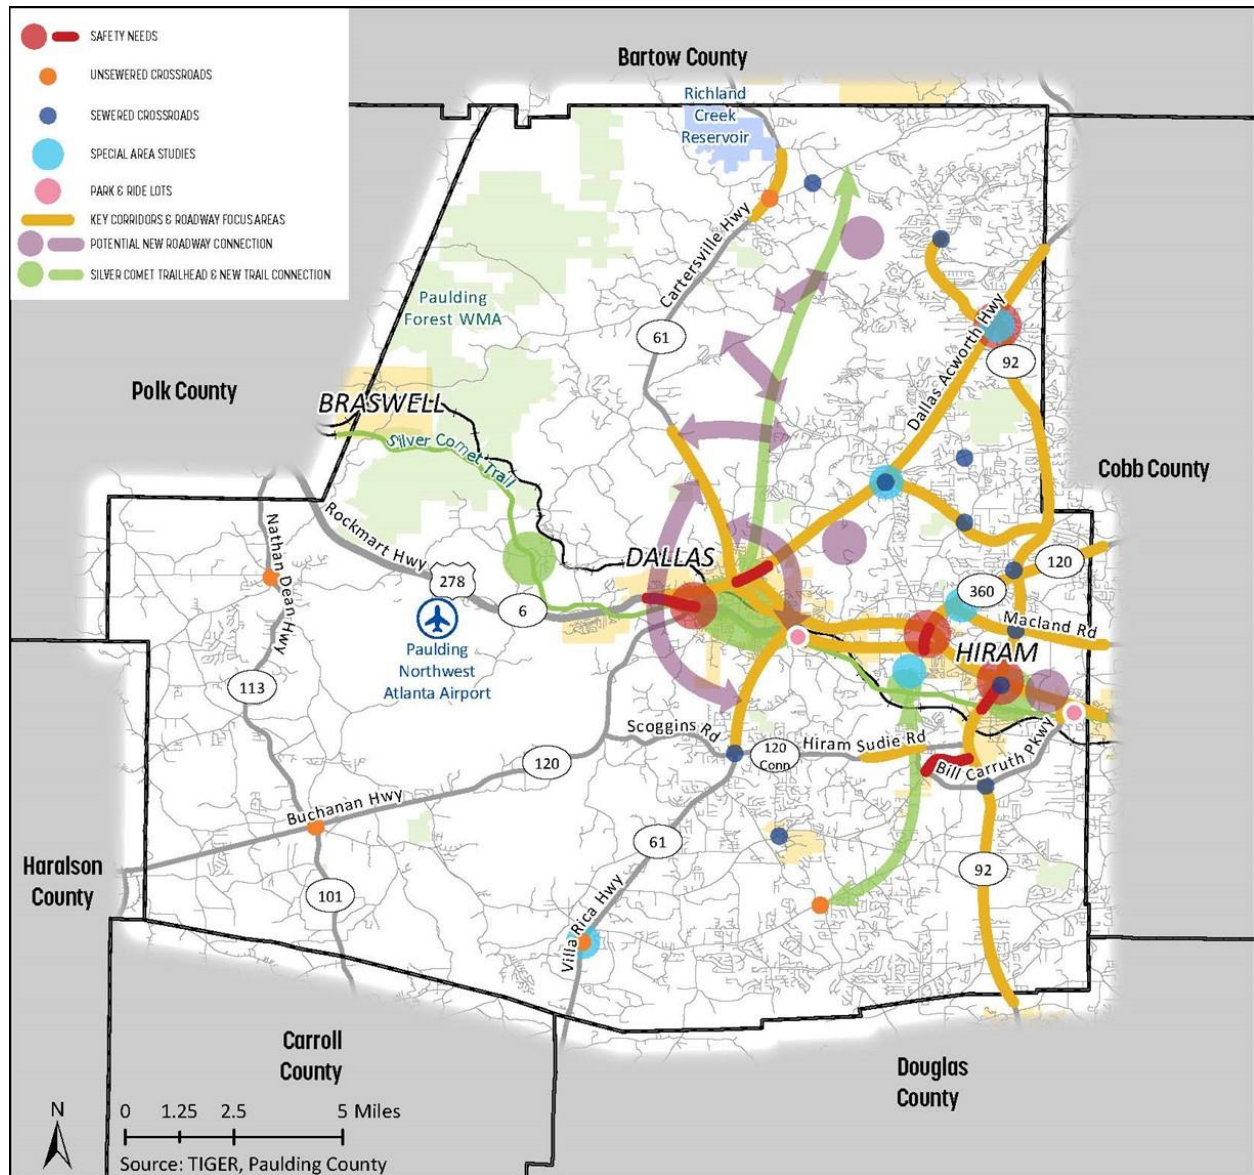 SAFETY NEEDS
UNSEWERED CROSSROADS
SEWERED CROSSROADS
SPECIAL AREA STUDIES
PARK & RIDE LOTS
KEY CORRIDORS & ROADWAY FOCUS AREAS
POTENTIAL NEW ROADWAY CONNECTION
SILVER COMET TRAILHEAD & NEW TRAIL CONNECTION
Bartow County
Richland
Creek
Reservoir
Cartersville Hwy
61
Paulding
Forest WMA
Dallas Acworth Hwy
92
Polk County
BRASWELL
Silver Comet Trail
Cobb County
Nathan Dean Hwy
Rockmart Hwy
278
6
DALLAS
120
360
Macland Rd
HIRAM
Paulding
Northwest
Atlanta Airport
113
Scoggins Rd
120
Conn
Hiram Sudie Rd
Bill Carruth Pkwy
120
Buchanan Hwy
61
92
Haralson
County
101
Villa Rica Hwy
Carroll
County
Douglas
County
N
0 1.25 2.5 5 Miles
Source: TIGER, Paulding County